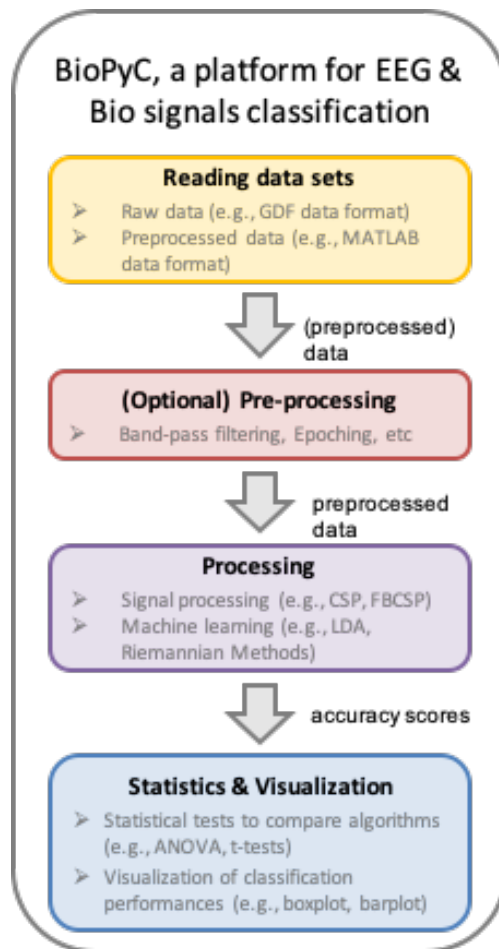 BioPyC, a platform for EEG &
Bio signals classification
Reading data sets
➢ Raw data (e.g., GDF data format)
➢ Preprocessed data (e.g., MATLAB
data format)
(preprocessed)
data
(Optional) Pre-processing
➢ Band-pass filtering, Epoching, etc
preprocessed
data
Processing
➢ Signal processing (e.g., CSP, FBCSP)
➢ Machine learning (e.g., LDA,
Riemannian Methods)
accuracy scores
Statistics & Visualization
➢ Statistical tests to compare algorithms
(e.g., ANOVA, t-tests)
➢ Visualization of classification
performances (e.g., boxplot, barplot)